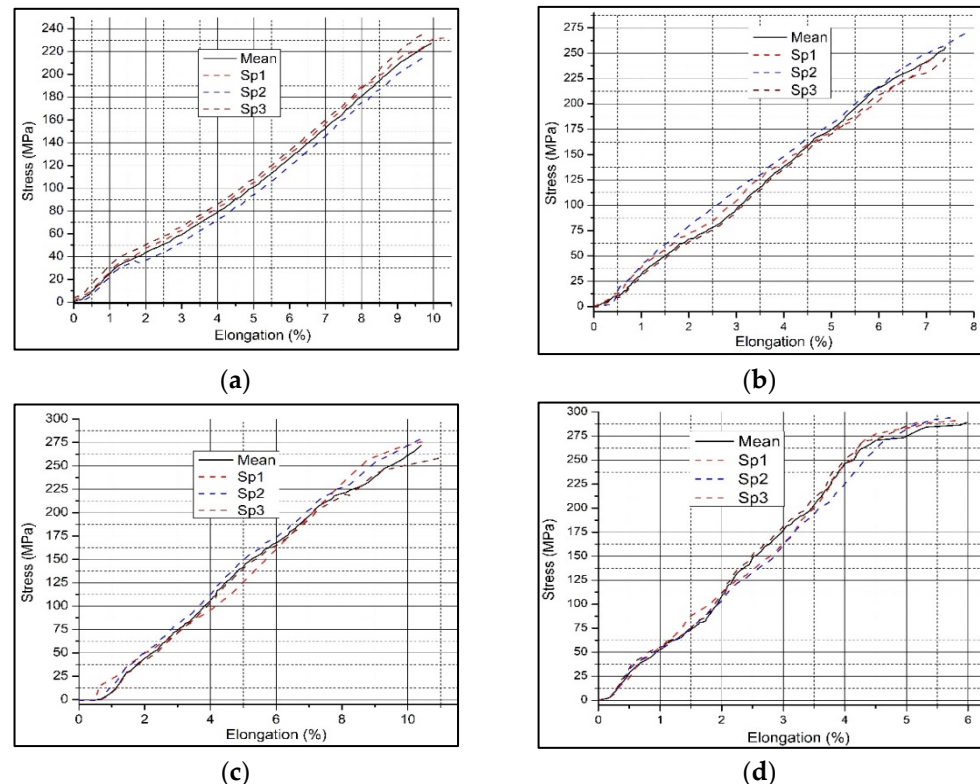 240
220
200
180
160
140
120
100
80
60
40
20
0
Stress (MPa)
Mean
Sp1
Sp2
Sp3
0 1 2 3 4 5 6 7 8 9 10
Elongation (%)
(a)
275
250
225
200
175
150
125
100
75
50
25
0
Stress (MPa)
Mean
Sp1
Sp2
Sp3
0 1 2 3 4 5 6 7 8
Elongation (%)
(b)
300
275
250
225
200
175
150
125
100
75
50
25
0
Stress (MPa)
Mean
Sp1
Sp2
Sp3
0 2 4 6 8 10
Elongation (%)
(c)
300
275
250
225
200
175
150
125
100
75
50
25
0
Stress (MPa)
Mean
Sp1
Sp2
Sp3
0 1 2 3 4 5 6
Elongation (%)
(d)